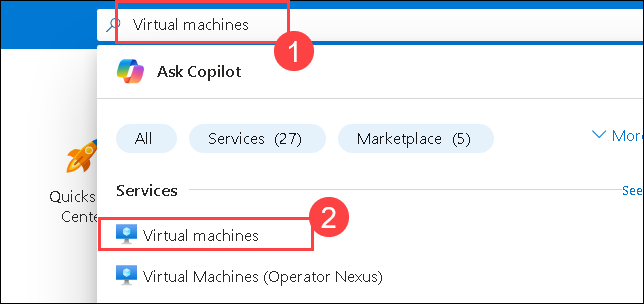 Virtual machines
1
Ask Copilot
All
Services (27)
Marketplace (5)
More
Services
See
Quicks
Cente
2
Virtual machines
Virtual Machines (Operator Nexus)